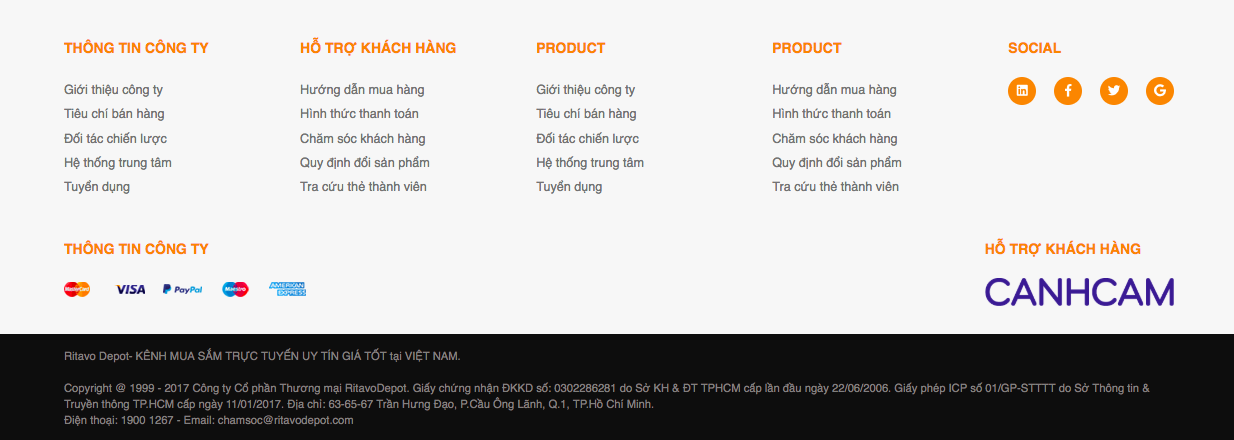 THÔNG TIN CÔNG TY
Giới thiệu công ty
Tiêu chí bán hàng
Đối tác chiến lược
Hệ thống trung tâm
Tuyển dụng
HỖ TRỢ KHÁCH HÀNG
Hướng dẫn mua hàng
Hình thức thanh toán
Chăm sóc khách hàng
Quy định đổi sản phẩm
Tra cứu thẻ thành viên
PRODUCT
Giới thiệu công ty
Tiêu chí bán hàng
Đối tác chiến lược
Hệ thống trung tâm
Tuyển dụng
PRODUCT
Hướng dẫn mua hàng
Hình thức thanh toán
Chăm sóc khách hàng
Quy định đổi sản phẩm
Tra cứu thẻ thành viên
SOCIAL
in f G
THÔNG TIN CÔNG TY
MasterCard VISA PayPal Maestro AMERICAN EXPRESS
HỖ TRỢ KHÁCH HÀNG
CANHCAM
Ritavo Depot- KÊNH MUA SẮM TRỰC TUYẾN UY TÍN GIÁ TỐT tại VIỆT NAM.
Copyright @ 1999 - 2017 Công ty Cổ phần Thương mại RitavoDepot. Giấy chứng nhận ĐKKD số: 0302286281 do Sở KH & ĐT TPHCM cấp lần đầu ngày 22/06/2006. Giấy phép ICP số 01/GP-STTTT do Sở Thông tin &
Truyền thông TP.HCM cấp ngày 11/01/2017. Địa chỉ: 63-65-67 Trần Hưng Đạo, P.Cầu Ông Lãnh, Q.1, TP.Hồ Chí Minh.
Điện thoại: 1900 1267 - Email: chamsoc@ritavodepot.com